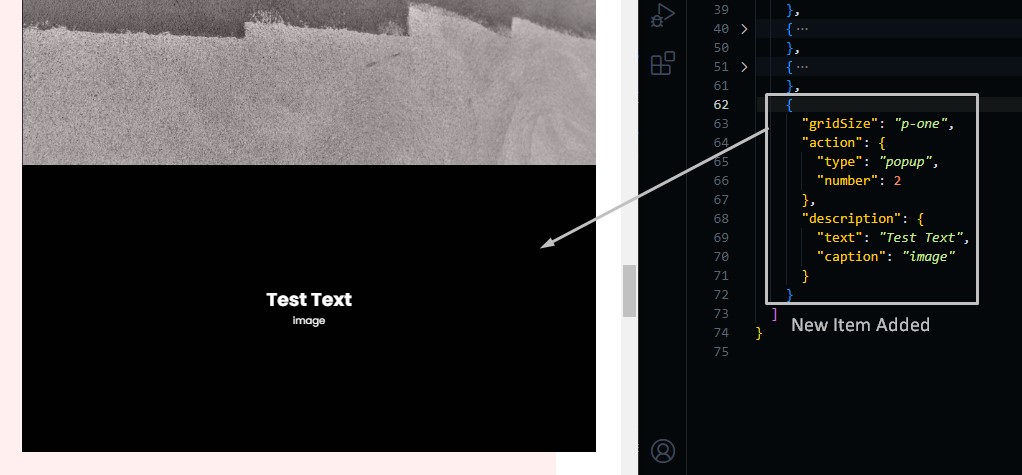 Test Text
image
39 },
40 > {···
50 },
51 > {···
61 },
62 {
63 "gridSize": "p-one",
64 "action": {
65 "type": "popup",
66 "number": 2
67 },
68 "description": {
69 "text": "Test Text",
70 "caption": "image"
71 }
72 }
73 ]
74 }
75
New Item Added